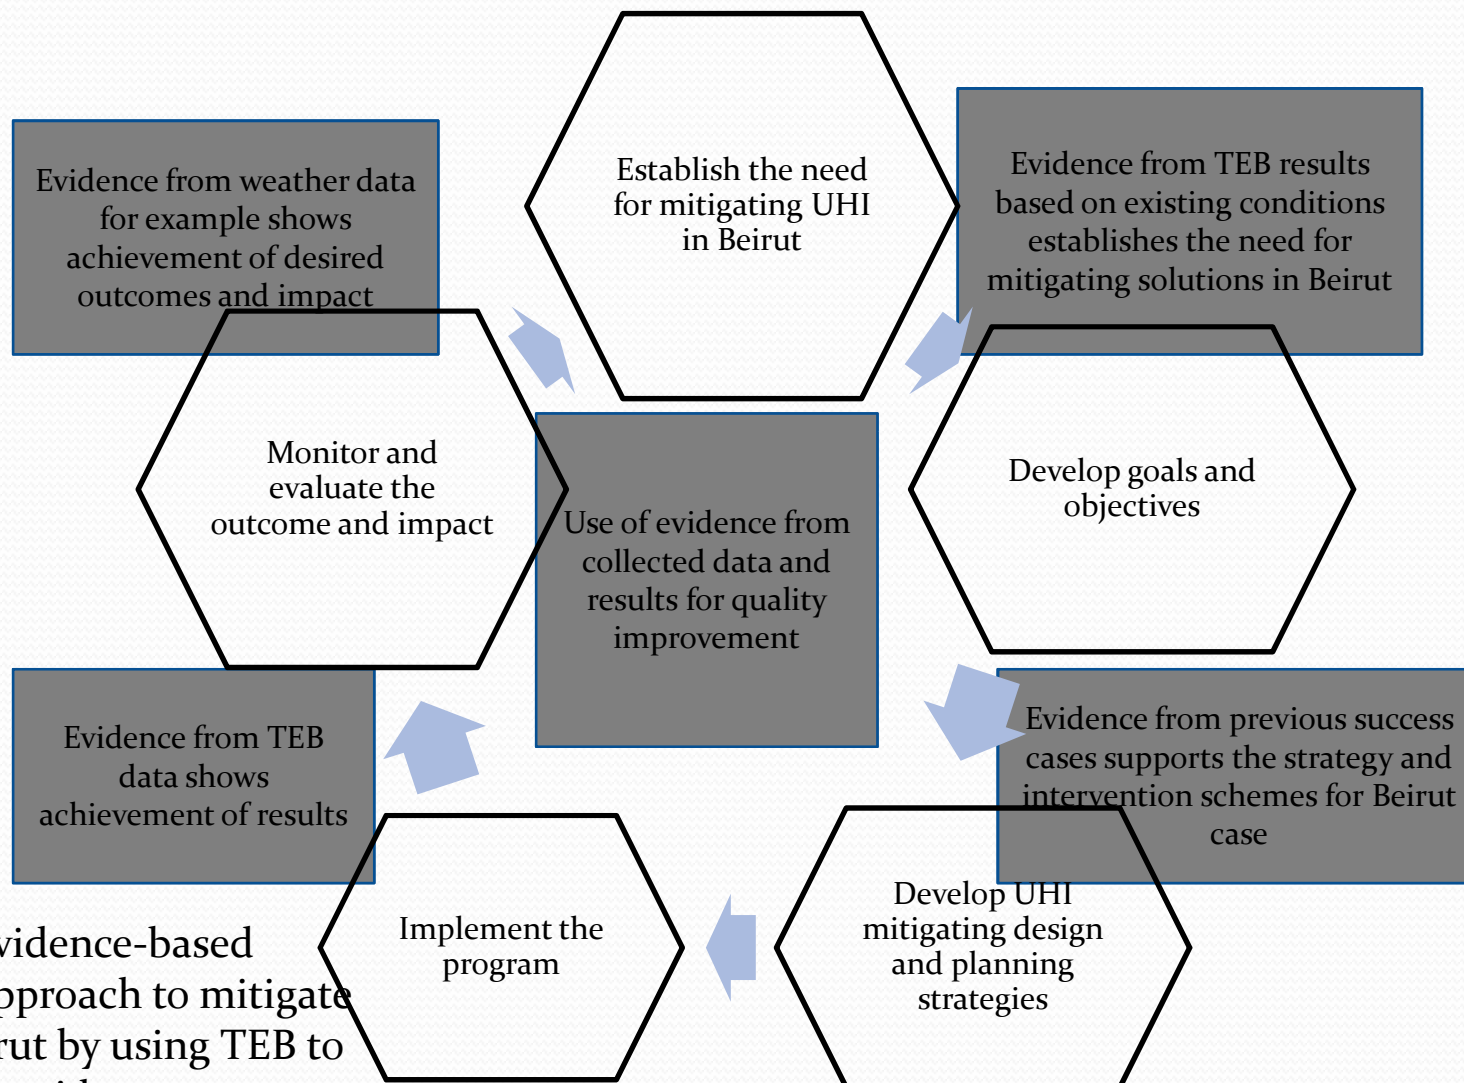 Establish the need
for mitigating UHI
in Beirut
Evidence from TEB results
based on existing conditions
establishes the need for
mitigating solutions in Beirut
Develop goals and
objectives
Evidence from previous success
cases supports the strategy and
intervention schemes for Beirut
case
Develop UHI
mitigating design
and planning
strategies
Implement the
program
Evidence from TEB
data shows
achievement of results
Monitor and
evaluate the
outcome and impact
Evidence from weather data
for example shows
achievement of desired
outcomes and impact
Use of evidence from
collected data and
results for quality
improvement
vidence-based
pproach to mitigate
rut by using TEB to